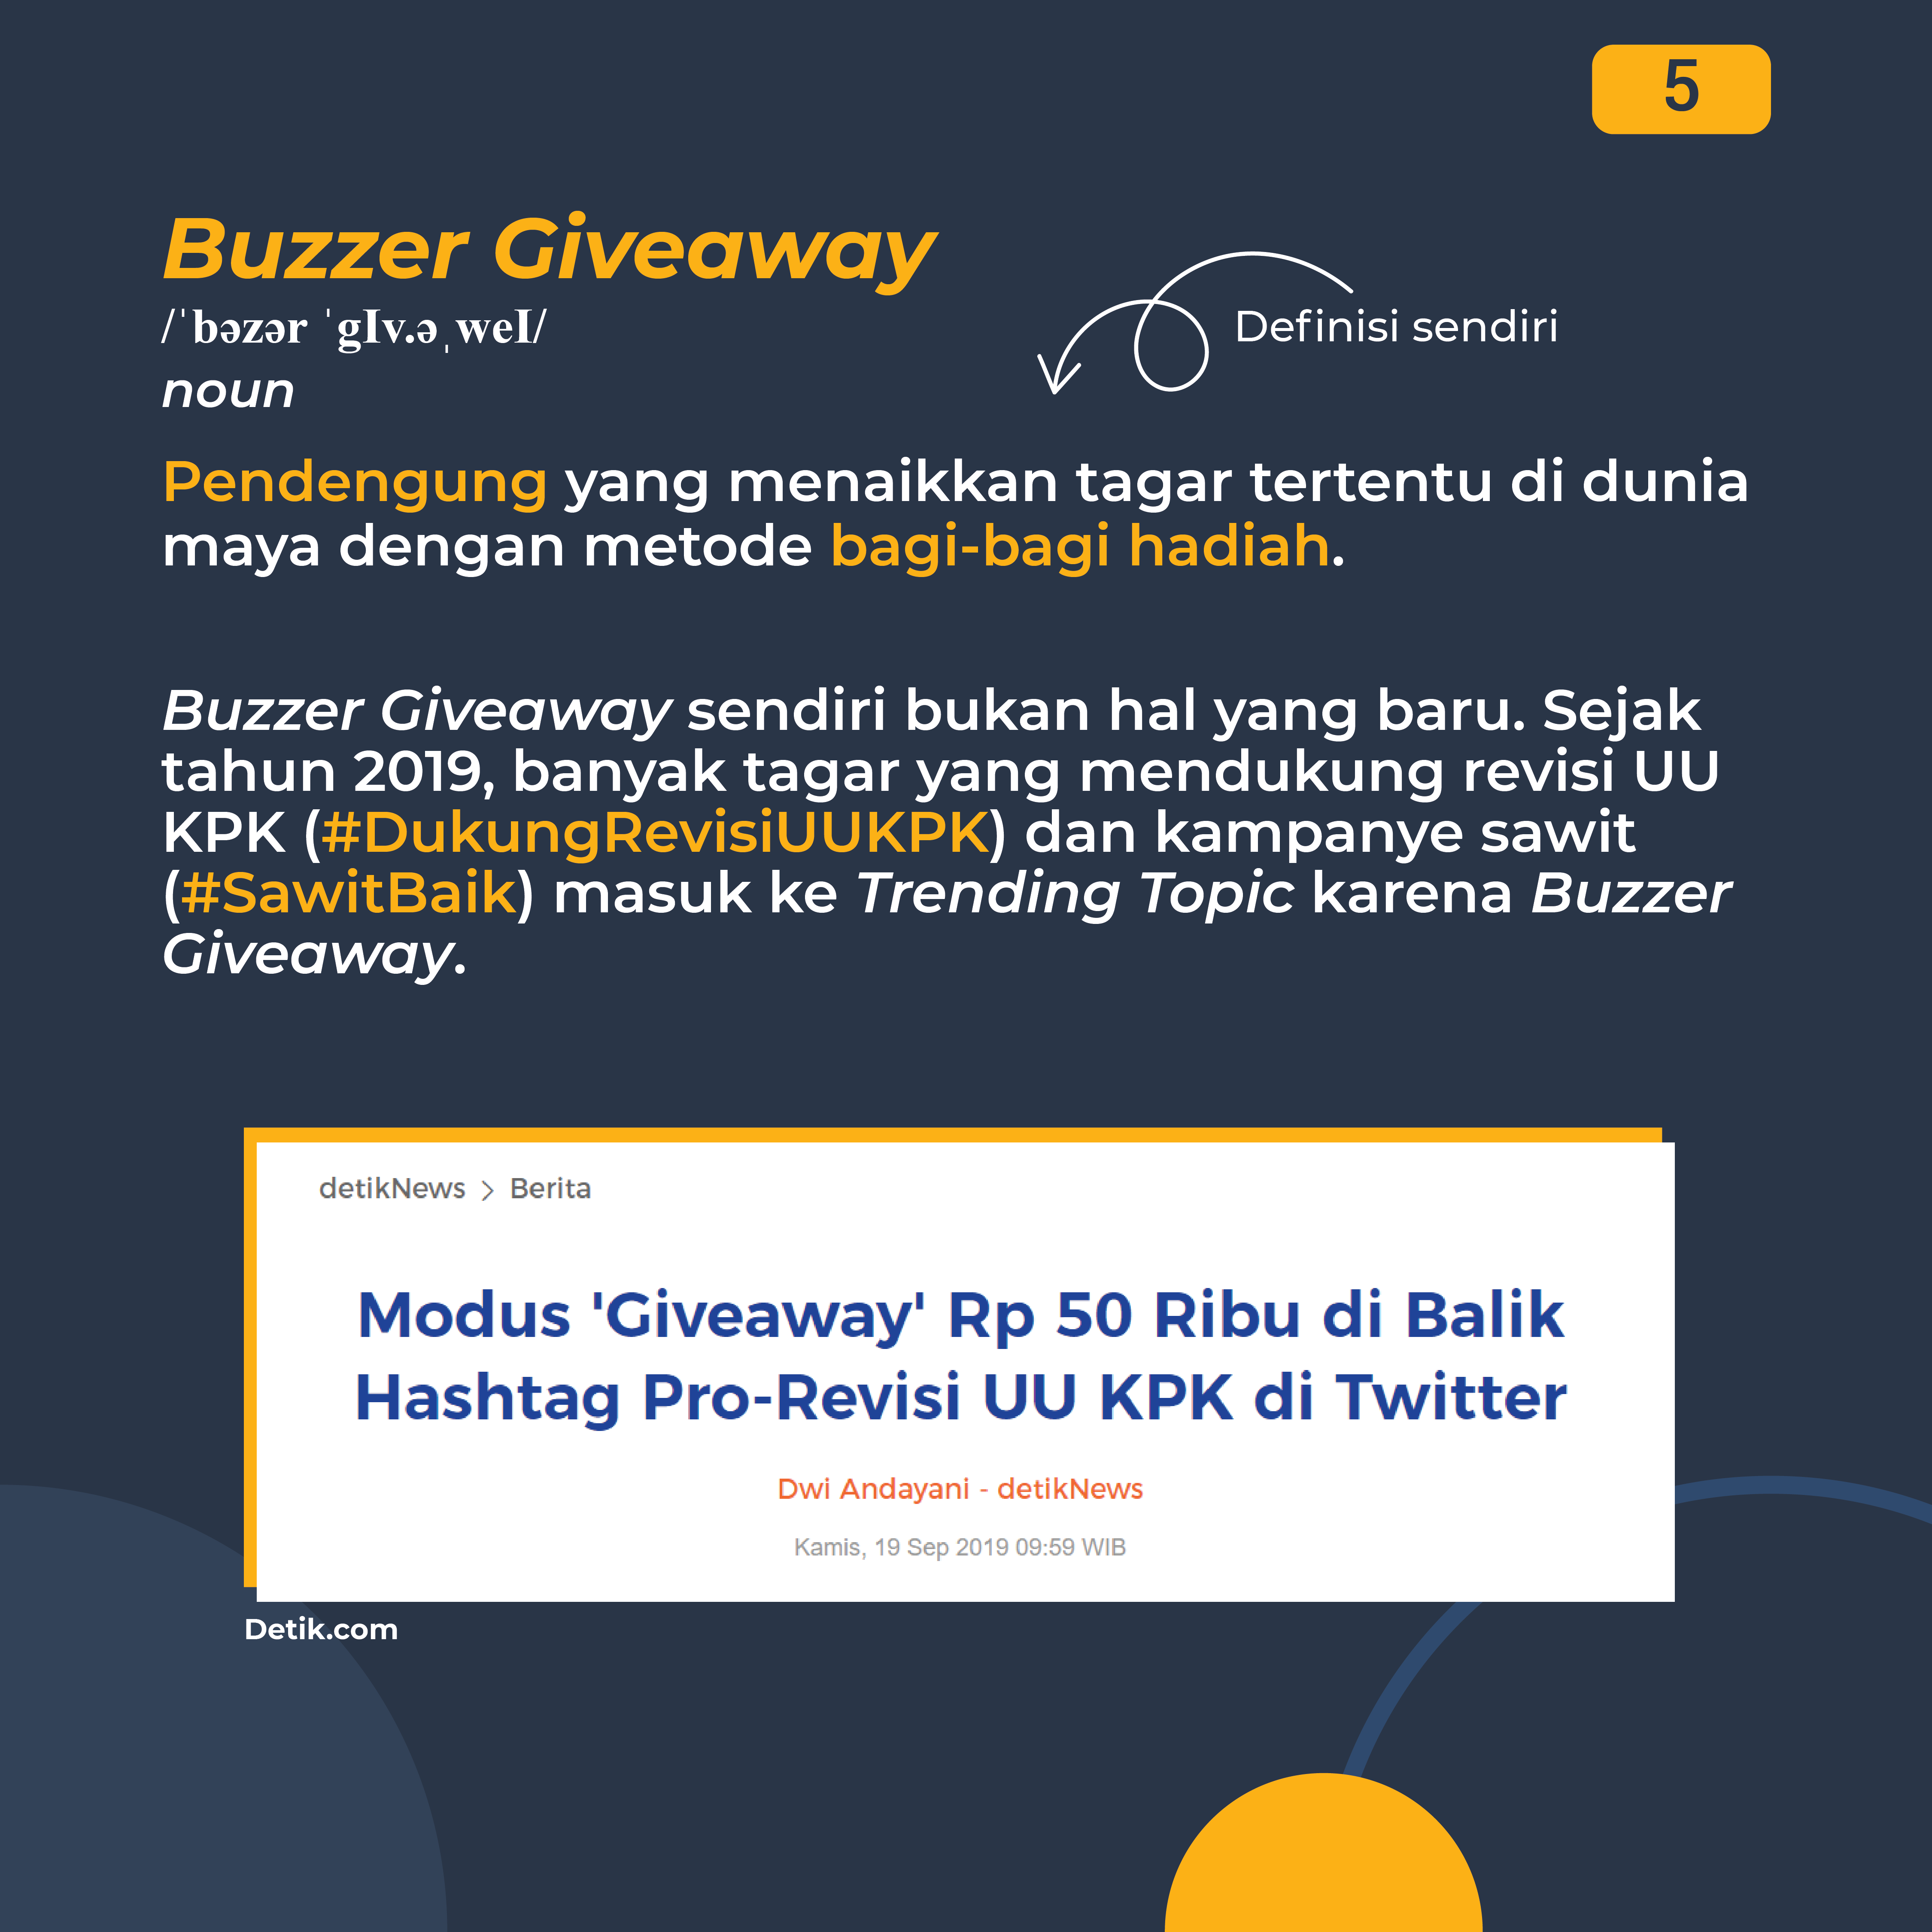 5
Buzzer Giveaway
/ˈbəzər ˈgIv.əˌweI/
Definisi sendiri
noun
Pendengung yang menaikkan tagar tertentu di dunia
maya dengan metode bagi-bagi hadiah.
Buzzer Giveaway sendiri bukan hal yang baru. Sejak
tahun 2019, banyak tagar yang mendukung revisi UU
KPK (#DukungRevisiUUKPK) dan kampanye sawit
(#SawitBaik) masuk ke Trending Topic karena Buzzer
Giveaway.
detikNews > Berita
Modus 'Giveaway' Rp 50 Ribu di Balik
Hashtag Pro-Revisi UU KPK di Twitter
Dwi Andayani - detikNews
Kamis, 19 Sep 2019 09:59 WIB
Detik.com